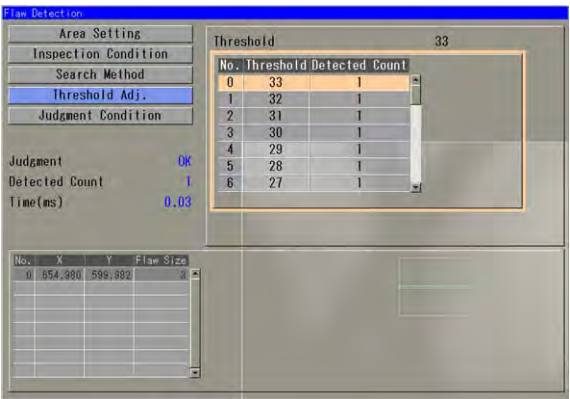 Flaw Detection
Area Setting
Inspection Condition
Search Method
Threshold Adj.
Judgment Condition
Judgment OK
Detected Count 1
Time(ms) 0.03
Threshold 33
No. Threshold Detected Count
0 33 1
1 32 1
2 31 1
3 30 1
4 29 1
5 28 1
6 27 1
No. X Y Flaw Size
0 654.980 599.982 3